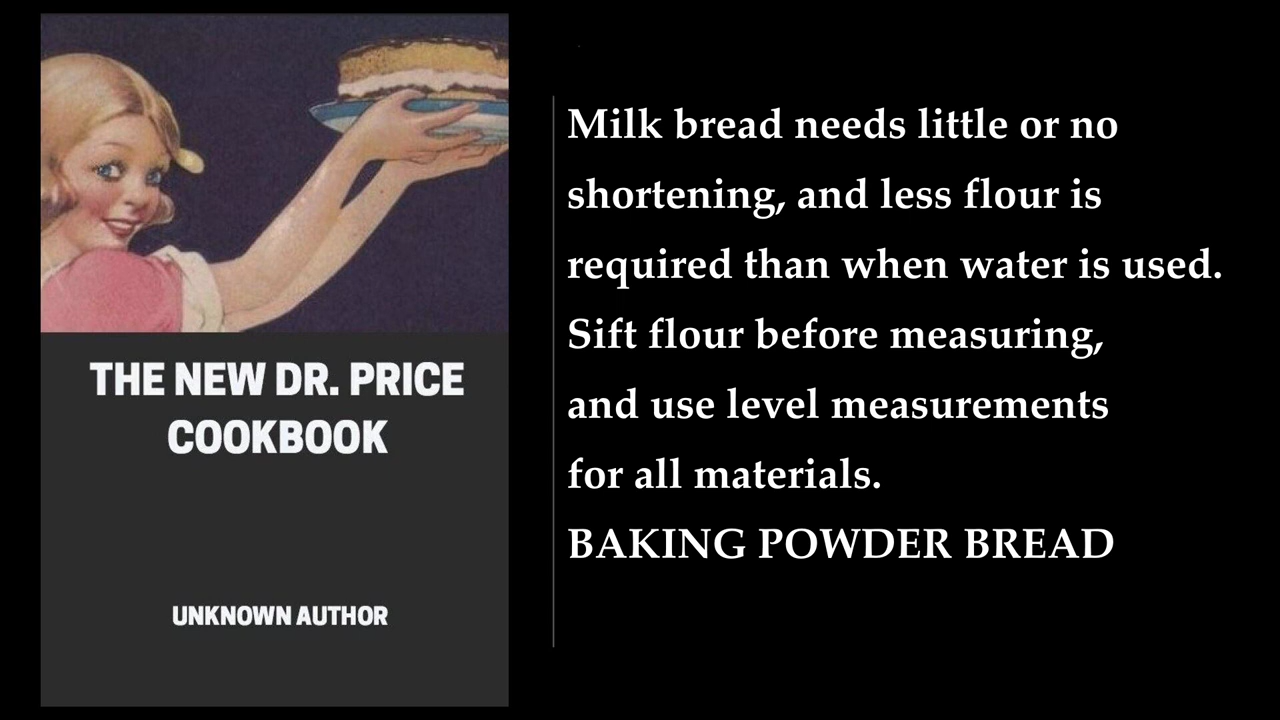 THE NEW DR. PRICE
COOKBOOK
UNKNOWN AUTHOR
Milk bread needs little or no
shortening, and less flour is
required than when water is used.
Sift flour before measuring,
and use level measurements
for all materials.
BAKING POWDER BREAD